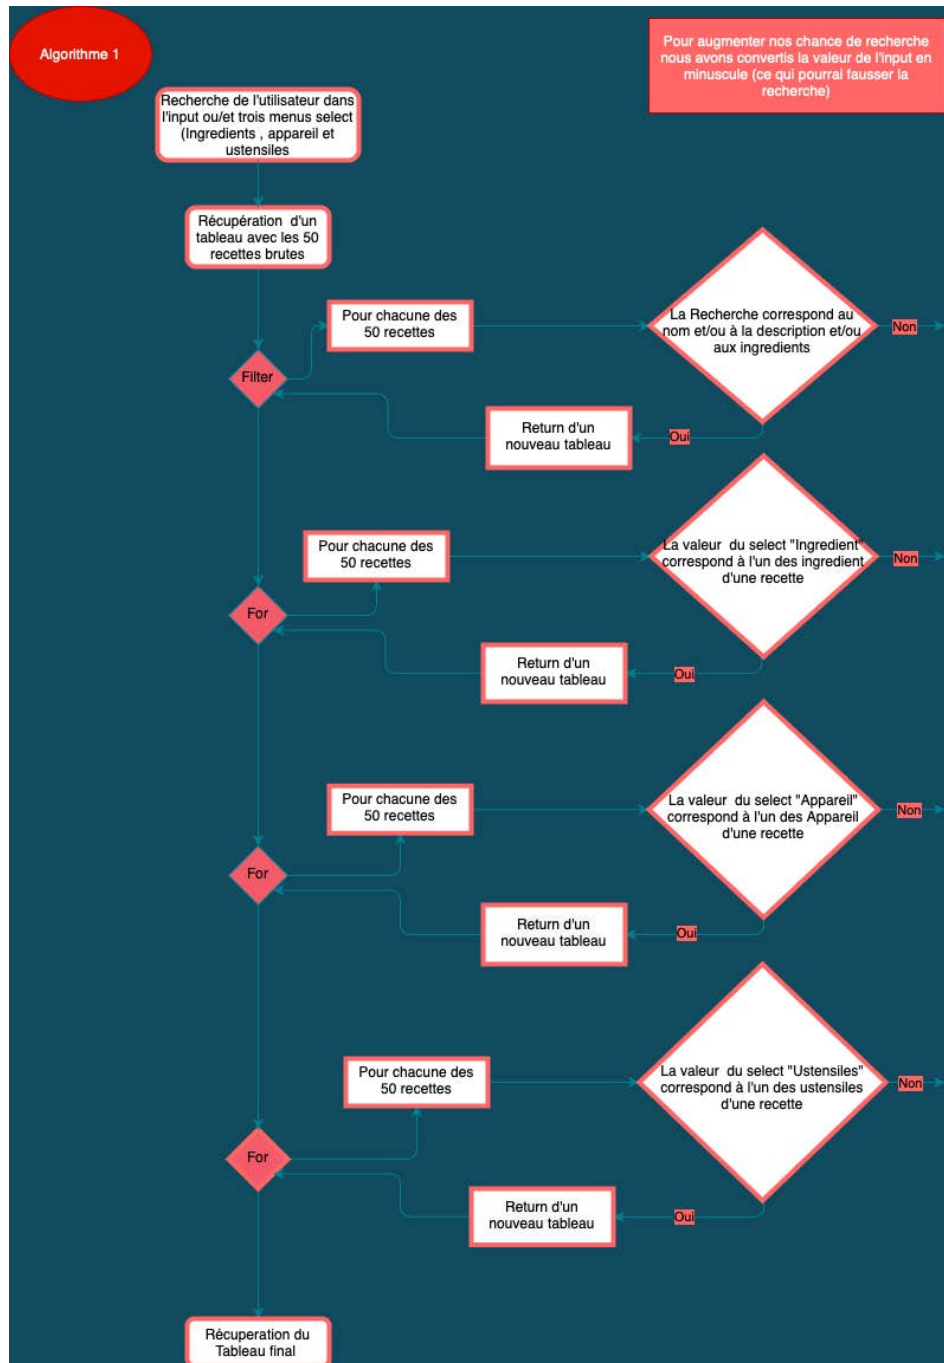 Algorithme 1
Pour augmenter nos chance de recherche
nous avons convertis la valeur de l'input en
minuscule (ce qui pourrai fausser la
recherche)
Recherche de l'utilisateur dans
l'input ou/et trois menus select
(Ingredients , appareil et
ustensiles
Récupération d'un
tableau avec les 50
recettes brutes
Pour chacune des
50 recettes
La Recherche correspond au
nom et/ou à la description et/ou
aux ingredients
Non
Filter
Return d'un
nouveau tableau
Oui
Pour chacune des
50 recettes
La valeur du select "Ingredient"
correspond à l'un des ingredient
d'une recette
Non
For
Return d'un
nouveau tableau
Oui
Pour chacune des
50 recettes
La valeur du select "Appareil"
correspond à l'un des Appareil
d'une recette
Non
For
Return d'un
nouveau tableau
Oui
Pour chacune des
50 recettes
La valeur du select "Ustensiles"
correspond à l'un des ustensiles
d'une recette
Non
For
Return d'un
nouveau tableau
Oui
Récuperation du
Tableau final